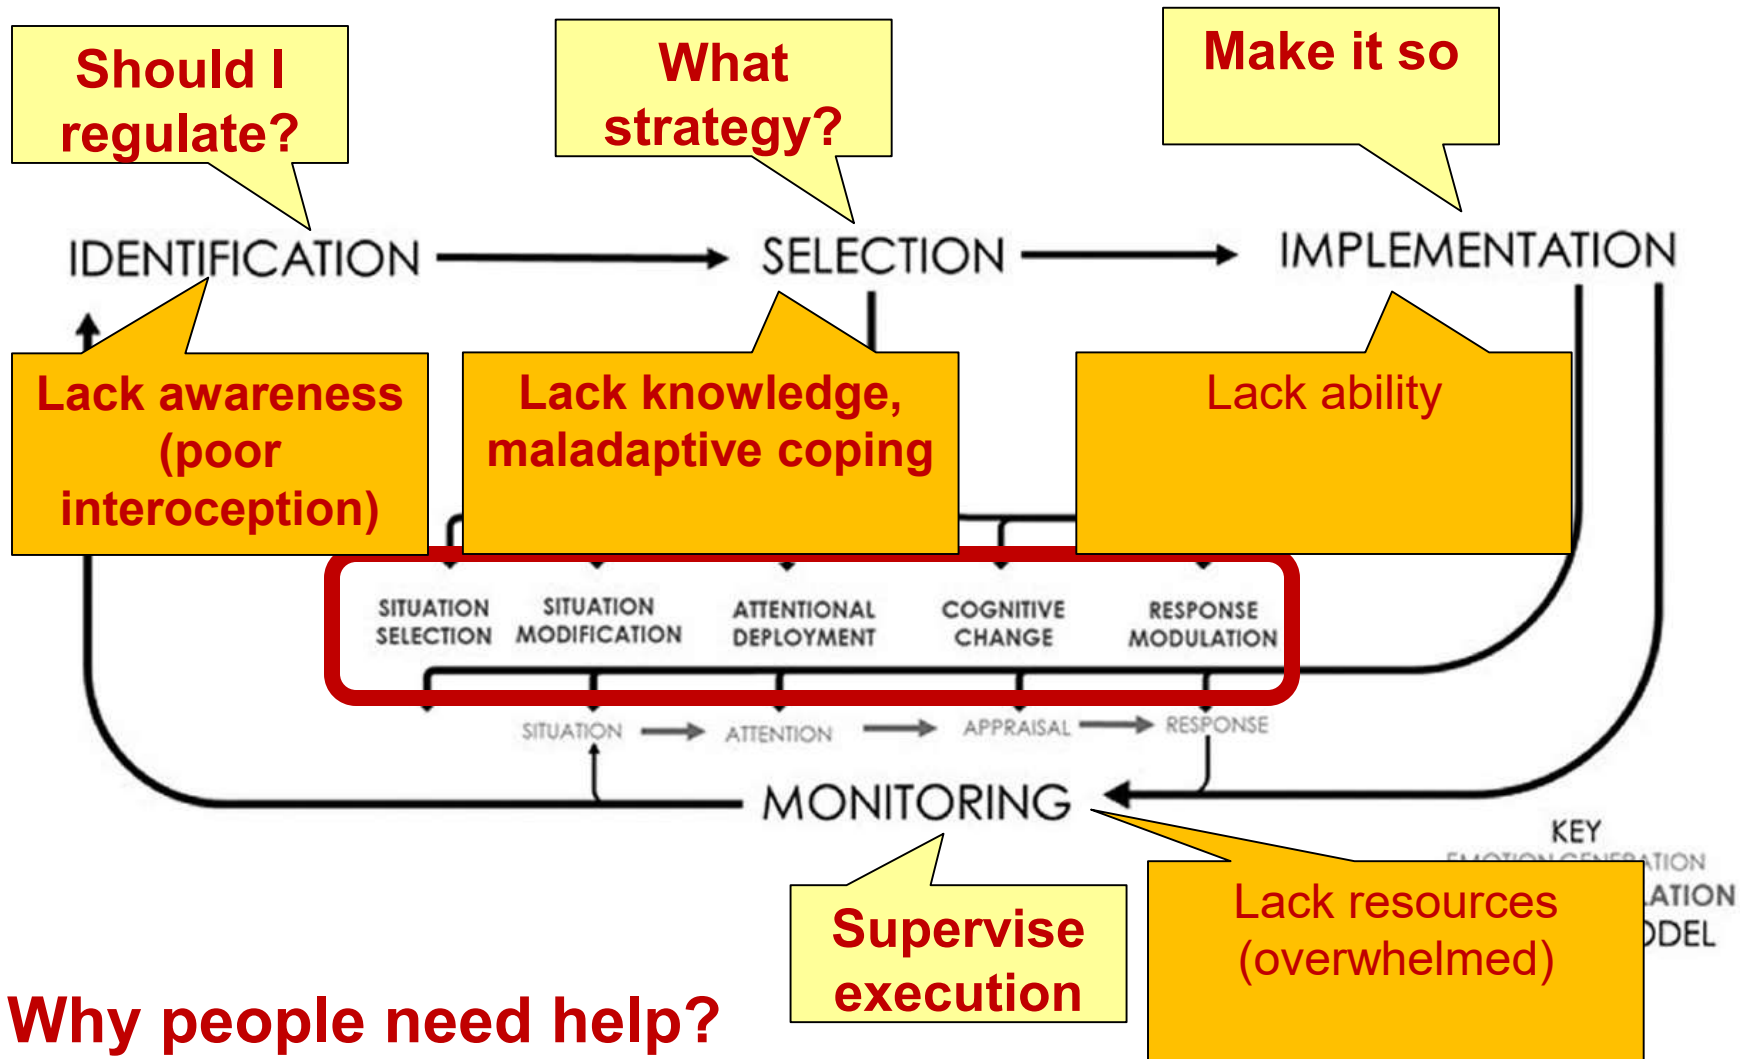 Should I
regulate?
What
strategy?
Make it so
IDENTIFICATION
SELECTION
IMPLEMENTATION
Lack awareness
(poor
interoception)
Lack knowledge,
maladaptive coping
Lack ability
SITUATION
SELECTION
SITUATION
MODIFICATION
ATTENTIONAL
DEPLOYMENT
COGNITIVE
CHANGE
RESPONSE
MODULATION
SITUATION
ATTENTION
APPRAISAL
RESPONSE
MONITORING
KEY
Supervise
execution
Lack resources
(overwhelmed)
Why people need help?